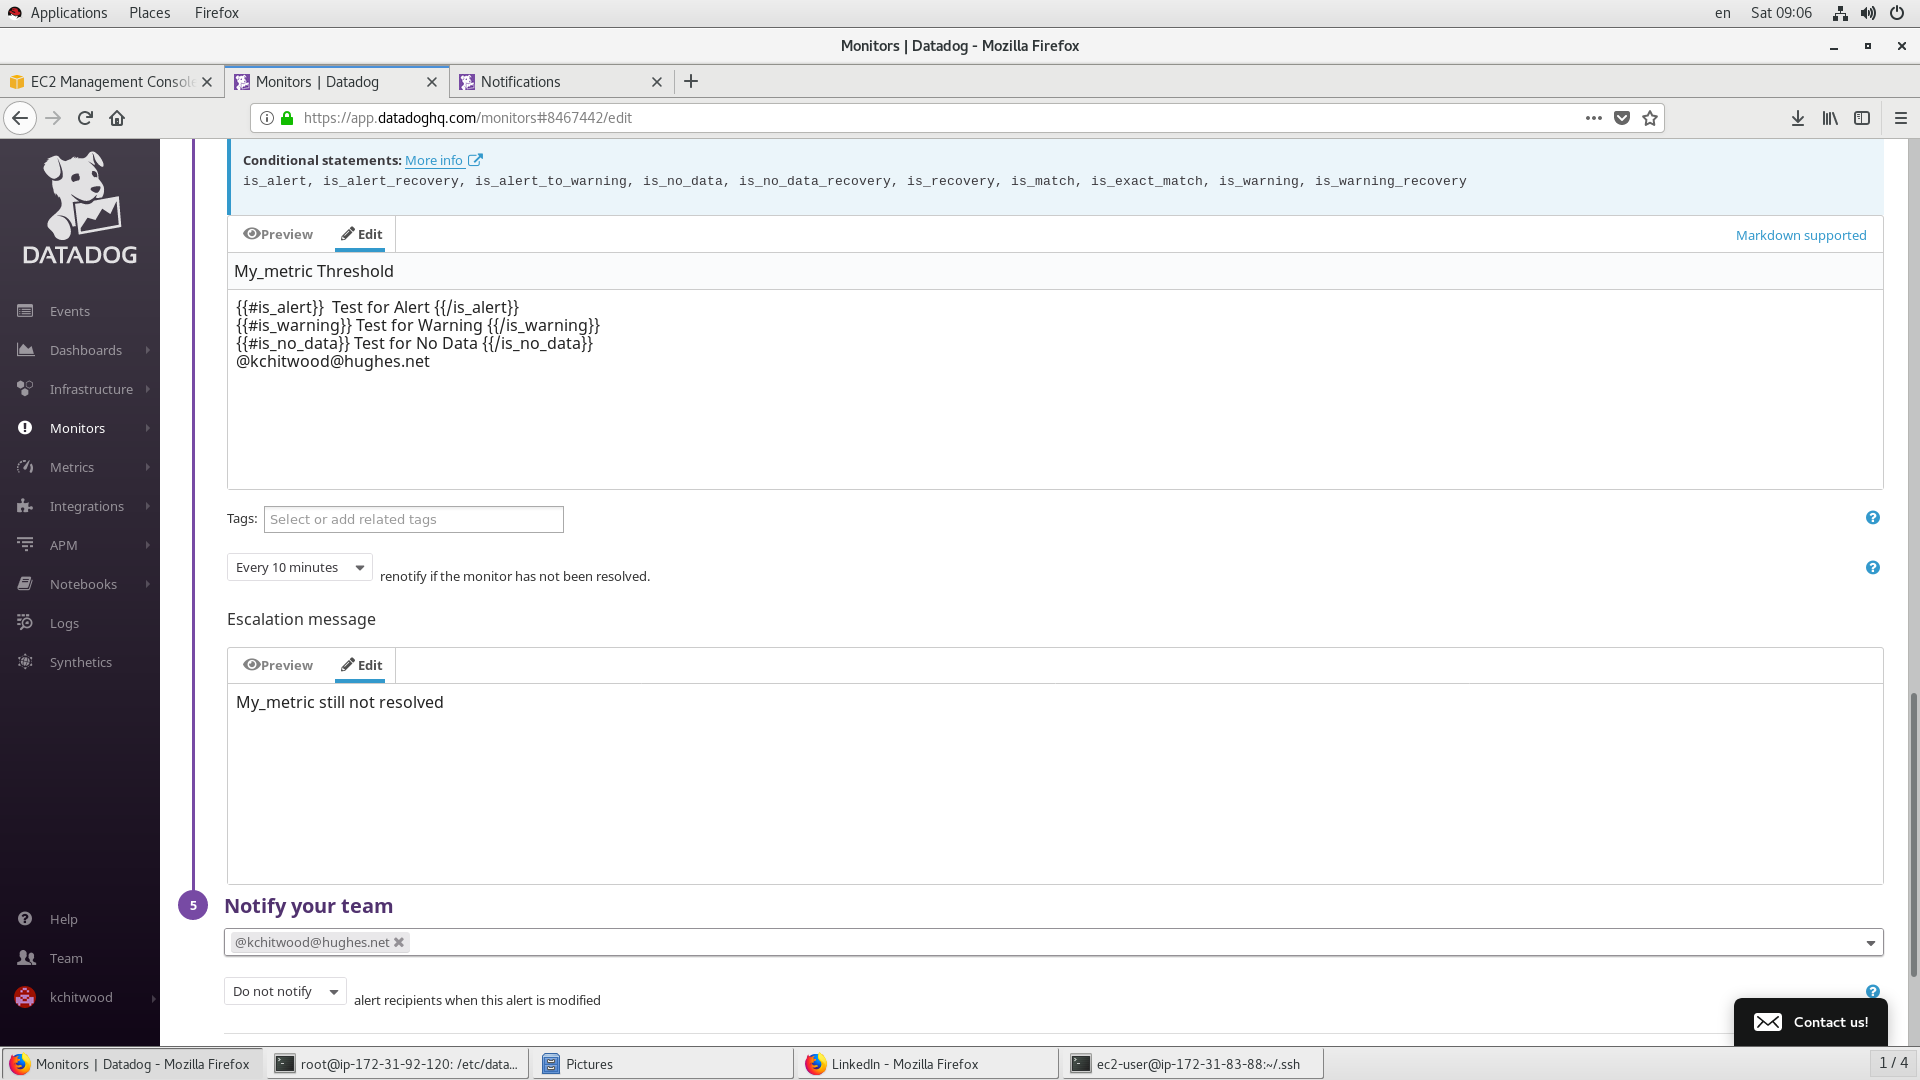 Applications Places Firefox en Sat 09:06
Monitors | Datadog - Mozilla Firefox
EC2 Management Consol
Monitors | Datadog
Notifications
https://app.datadoghq.com/monitors#8467442/edit
DATADOG
Events
Dashboards
Infrastructure
Monitors
Metrics
Integrations
APM
Notebooks
Logs
Synthetics
Help
Team
kchitwood
Conditional statements: More info
is_alert, is_alert_recovery, is_alert_to_warning, is_no_data, is_no_data_recovery, is_recovery, is_match, is_exact_match, is_warning, is_warning_recovery
Preview Edit Markdown supported
My_metric Threshold
{{#is_alert}}  Test for Alert {{/is_alert}}
{{#is_warning}} Test for Warning {{/is_warning}}
{{#is_no_data}} Test for No Data {{/is_no_data}}
@kchitwood@hughes.net
Tags: Select or add related tags
Every 10 minutes renotify if the monitor has not been resolved.
Escalation message
Preview Edit
My_metric still not resolved
5 Notify your team
@kchitwood@hughes.net
Do not notify alert recipients when this alert is modified
Contact us!
Monitors | Datadog - Mozilla Firefox
root@ip-172-31-92-120: /etc/data...
Pictures
LinkedIn - Mozilla Firefox
ec2-user@ip-172-31-83-88:~/.ssh
1 / 4